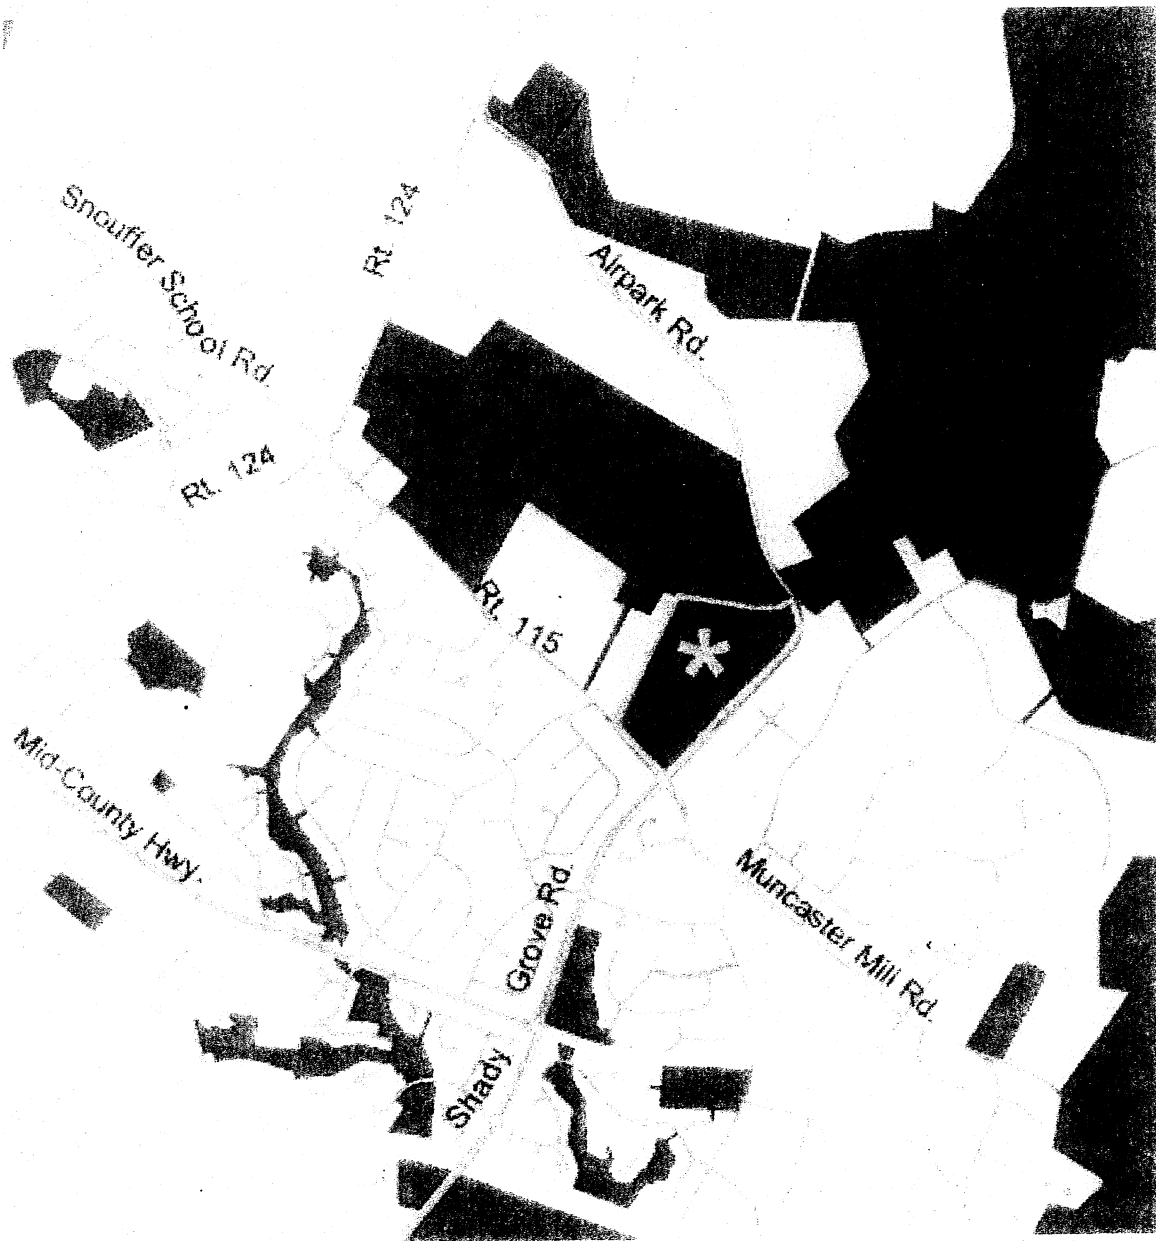 Snouffer School Rd.
Rt. 124
Airpark Rd.
Rt. 124
Rt. 115
Mid-County Hwy.
Muncaster Mill Rd.
Shady Grove Rd.